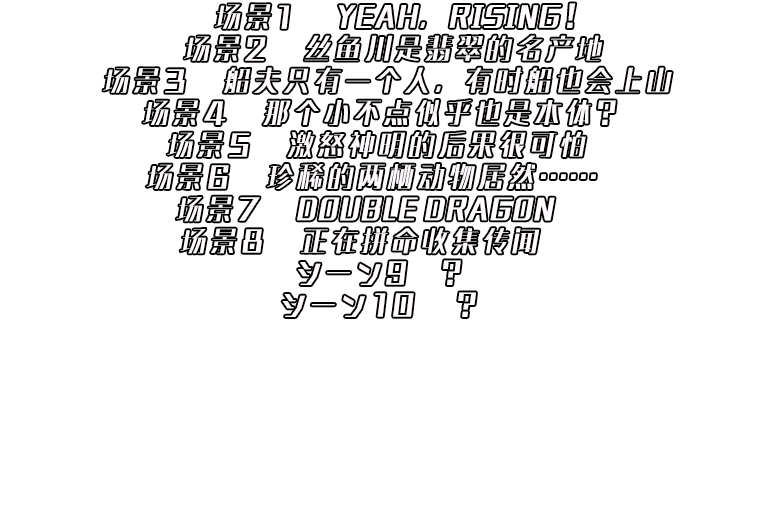 场景1 YEAH, RISING!
场景2 丝鱼川是翡翠的名产地
场景3 船夫只有一个人, 有时船也会上山
场景4 那个小不点似乎也是本体?
场景5 激怒神明的后果很可怕
场景6 珍稀的两栖动物居然……
场景7 DOUBLE DRAGON
场景8 正在拼命收集传闻
シーン9 ?
シーン10 ?